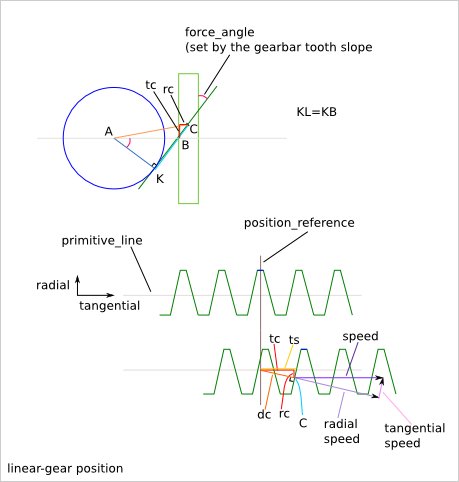 force_angle
(set by the gearbar tooth slope
tc
rc
KL=KB
A
C
B
K
position_reference
primitive_line
radial
tangential
tc
ts
speed
dc
rc
C
radial
speed
tangential
speed
linear-gear position